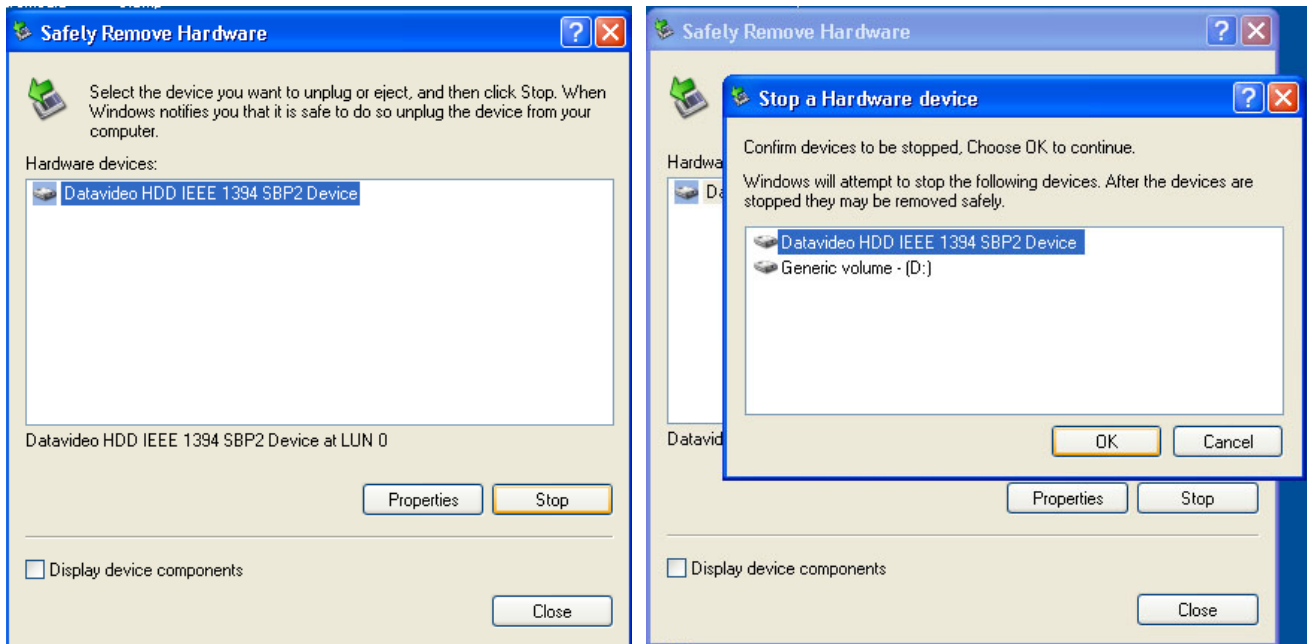 Safely Remove Hardware
Select the device you want to unplug or eject, and then click Stop. When
Windows notifies you that it is safe to do so unplug the device from your
computer.
Hardware devices:
Datavideo HDD IEEE 1394 SBP2 Device
Datavideo HDD IEEE 1394 SBP2 Device at LUN 0
Properties
Stop
Display device components
Close
Safely Remove Hardware
Stop a Hardware device
Confirm devices to be stopped, Choose OK to continue.
Windows will attempt to stop the following devices. After the devices are
stopped they may be removed safely.
Hardwa
Da
Datavideo HDD IEEE 1394 SBP2 Device
Generic volume - (D:)
Datavid
OK
Cancel
Properties
Stop
Display device components
Close